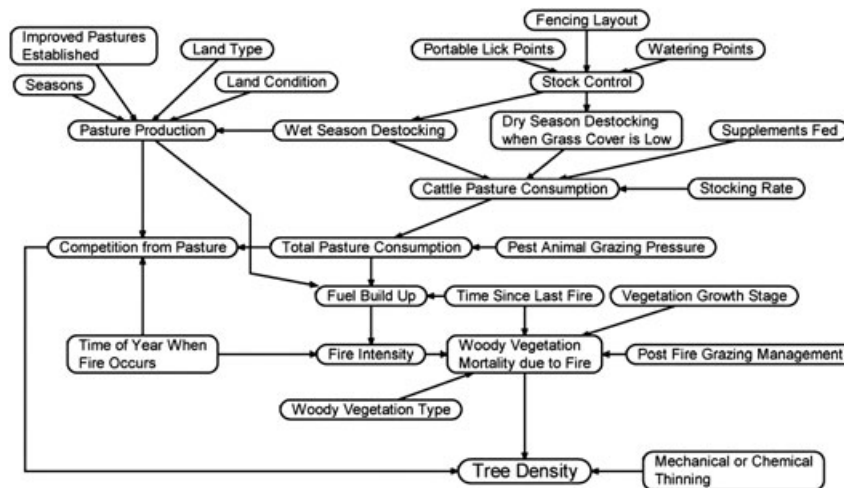 Fencing Layout
Improved Pastures
Established
Land Type
Portable Lick Points
Watering Points
Seasons
Land Condition
Stock Control
Pasture Production
Wet Season Destocking
Dry Season Destocking
when Grass Cover is Low
Supplements Fed
Cattle Pasture Consumption
Stocking Rate
Competition from Pasture
Total Pasture Consumption
Pest Animal Grazing Pressure
Fuel Build Up
Time Since Last Fire
Vegetation Growth Stage
Time of Year When
Fire Occurs
Fire Intensity
Woody Vegetation
Mortality due to Fire
Post Fire Grazing Management
Woody Vegetation Type
Tree Density
Mechanical or Chemical
Thinning